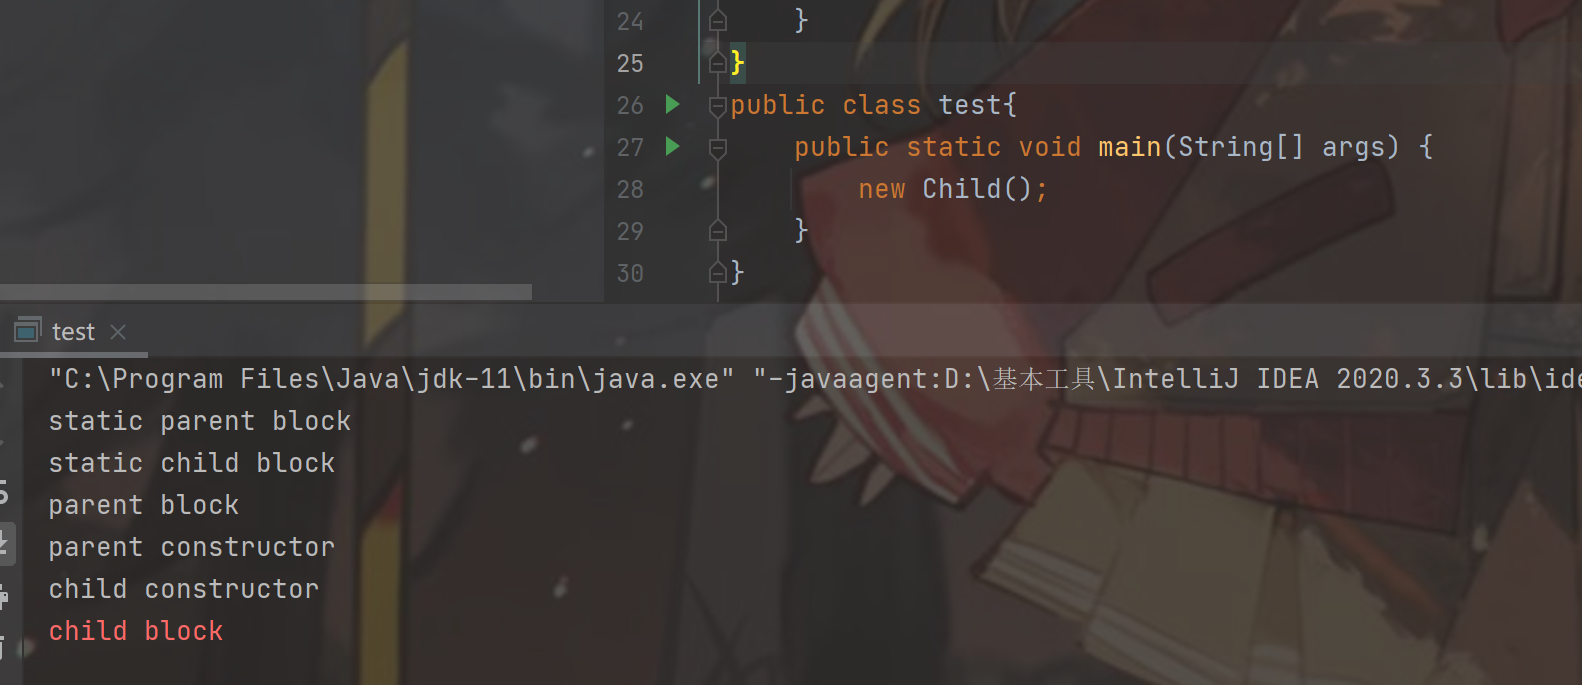 24 }
25 }
26 public class test{
27 public static void main(String[] args) {
28 new Child();
29 }
30 }
test
"C:\Program Files\Java\jdk-11\bin\java.exe" "-javaagent:D:\基本工具\IntelliJ IDEA 2020.3.3\lib\ide
static parent block
static child block
parent block
parent constructor
child constructor
child block